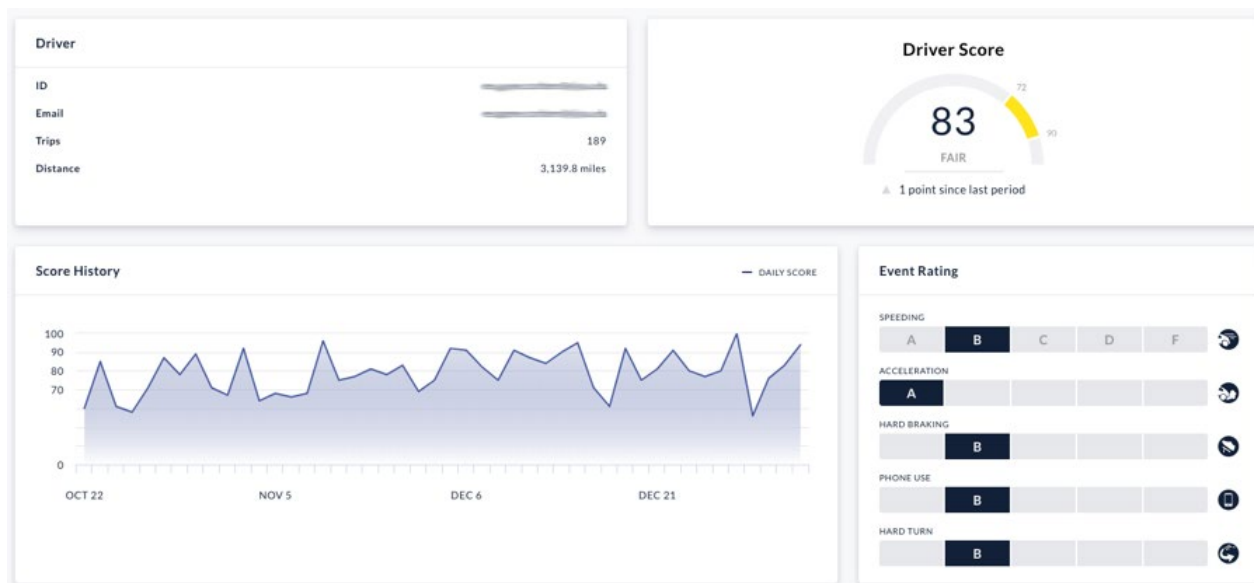 Driver
ID
Email
Trips 189
Distance 3,139.8 miles
Driver Score
72
83
90
FAIR
1 point since last period
Score History
DAILY SCORE
100
90
80
70
0
OCT 22 NOV 5 DEC 6 DEC 21
Event Rating
SPEEDING
A B C D F
ACCELERATION
A
HARD BRAKING
B
PHONE USE
B
HARD TURN
B